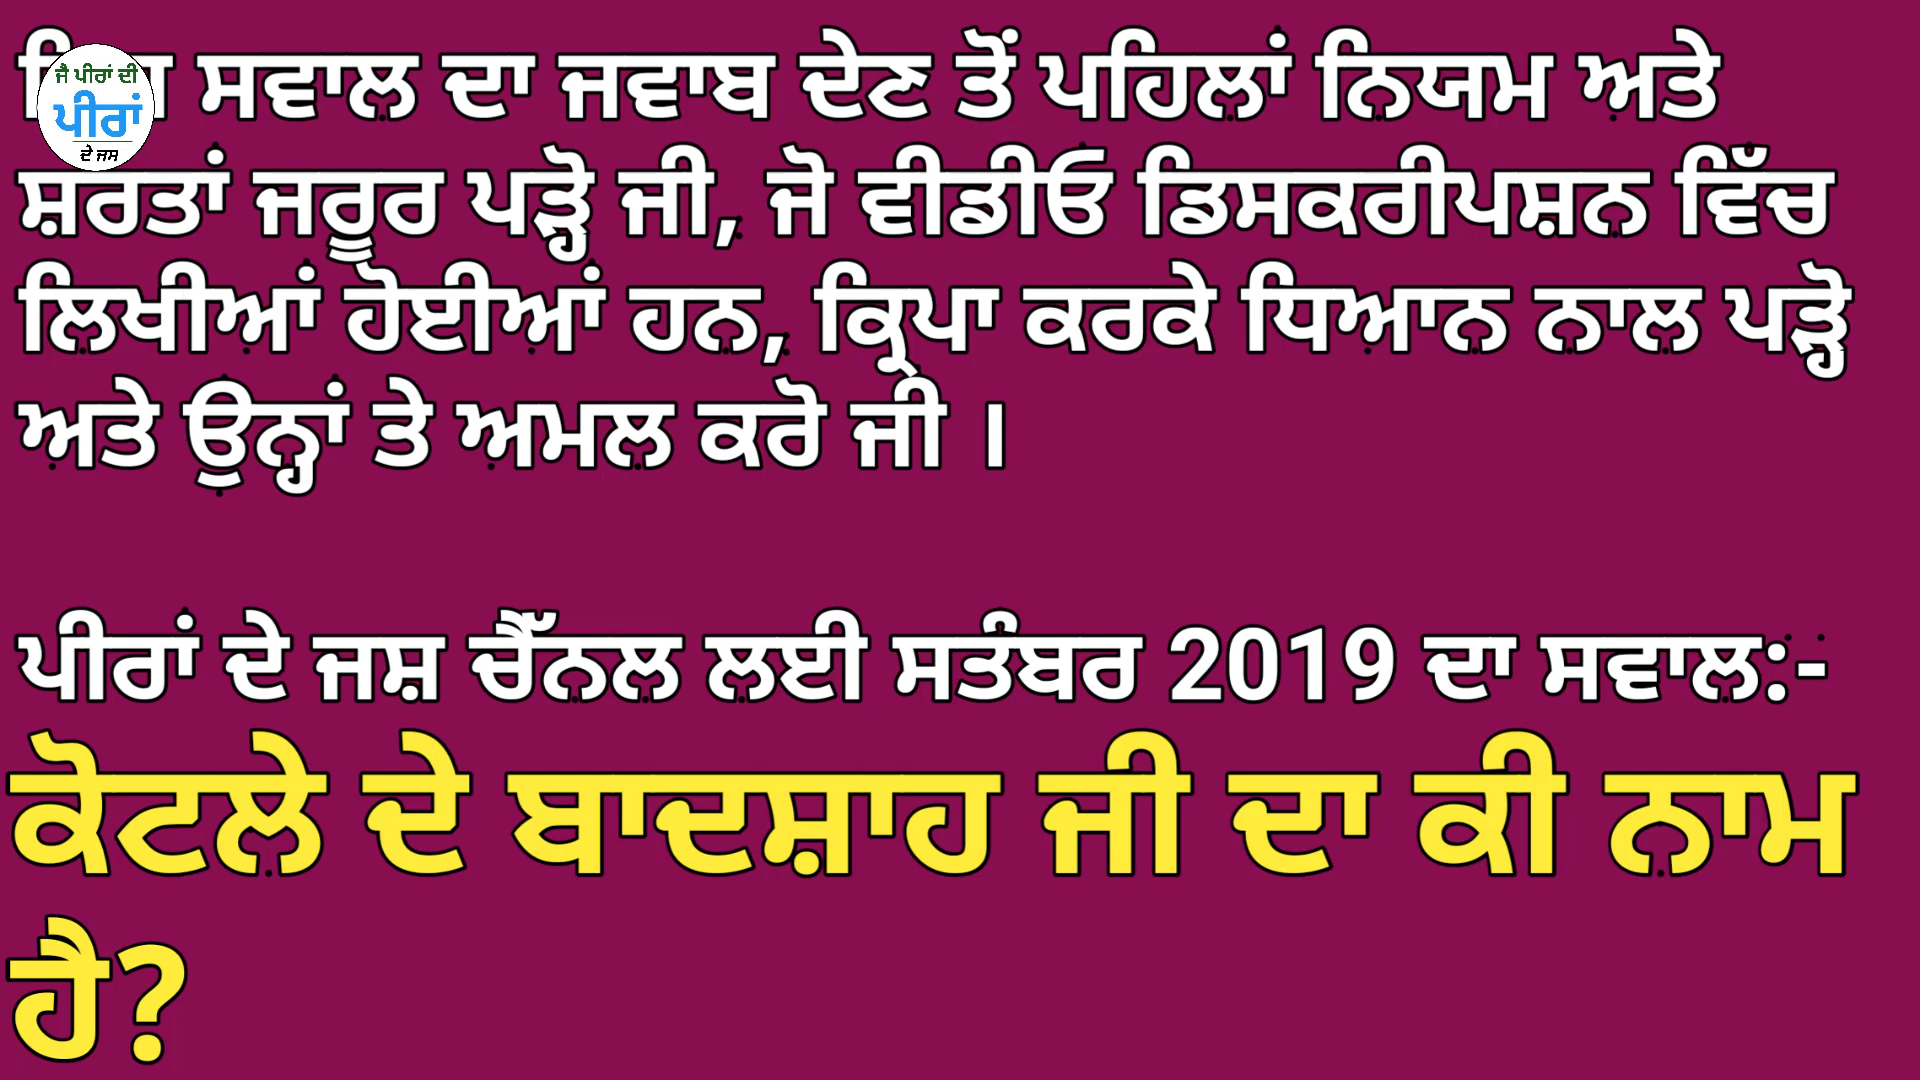 ਜੈ ਪੀਰਾਂ ਦੀ
ਪੀਰਾਂ
ਦੇ ਜਸ
ਸਵਾਲ ਦਾ ਜਵਾਬ ਦੇਣ ਤੋਂ ਪਹਿਲਾਂ ਨਿਯਮ ਅਤੇ
ਸ਼ਰਤਾਂ ਜਰੂਰ ਪੜ੍ਹੋ ਜੀ, ਜੋ ਵੀਡੀਓ ਡਿਸਕਰੀਪਸ਼ਨ ਵਿੱਚ
ਲਿਖੀਆਂ ਹੋਈਆਂ ਹਨ, ਕ੍ਰਿਪਾ ਕਰਕੇ ਧਿਆਨ ਨਾਲ ਪੜ੍ਹੋ
ਅਤੇ ਉਨ੍ਹਾਂ ਤੇ ਅਮਲ ਕਰੋ ਜੀ ।
ਪੀਰਾਂ ਦੇ ਜਸ਼ ਚੈੱਨਲ ਲਈ ਸਤੰਬਰ 2019 ਦਾ ਸਵਾਲ:-
ਕੋਟਲੇ ਦੇ ਬਾਦਸ਼ਾਹ ਜੀ ਦਾ ਕੀ ਨਾਮ
ਹੈ?